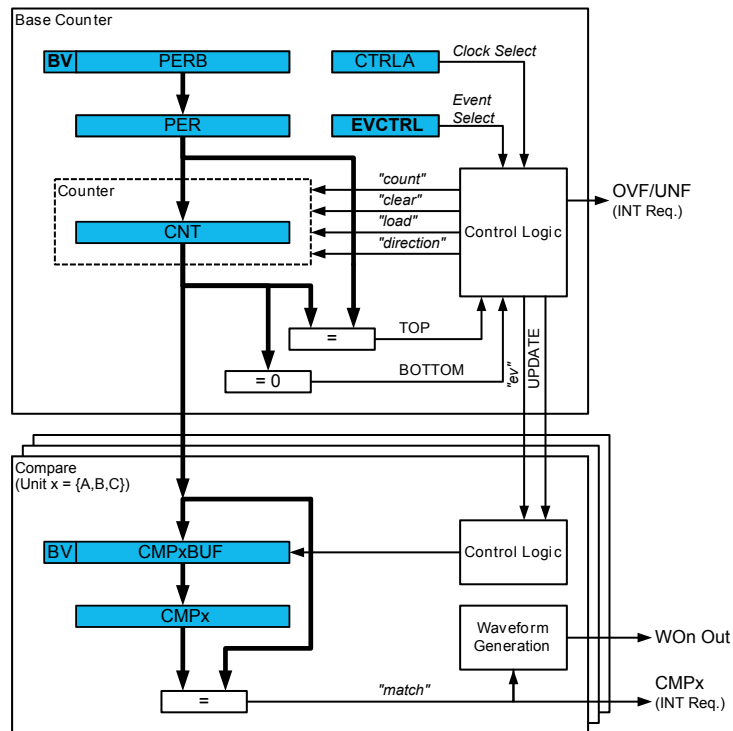 Base Counter
BV PERB
CTRLA
Clock Select
PER
EVCTRL
Event
Select
Counter
CNT
"count"
"clear"
"load"
"direction"
Control Logic
OVF/UNF
(INT Req.)
=
TOP
= 0
BOTTOM
"ev"
UPDATE
Compare
(Unit x = {A,B,C})
BV CMPxBUF
Control Logic
CMPx
Waveform
Generation
WOn Out
=
"match"
CMPx
(INT Req.)